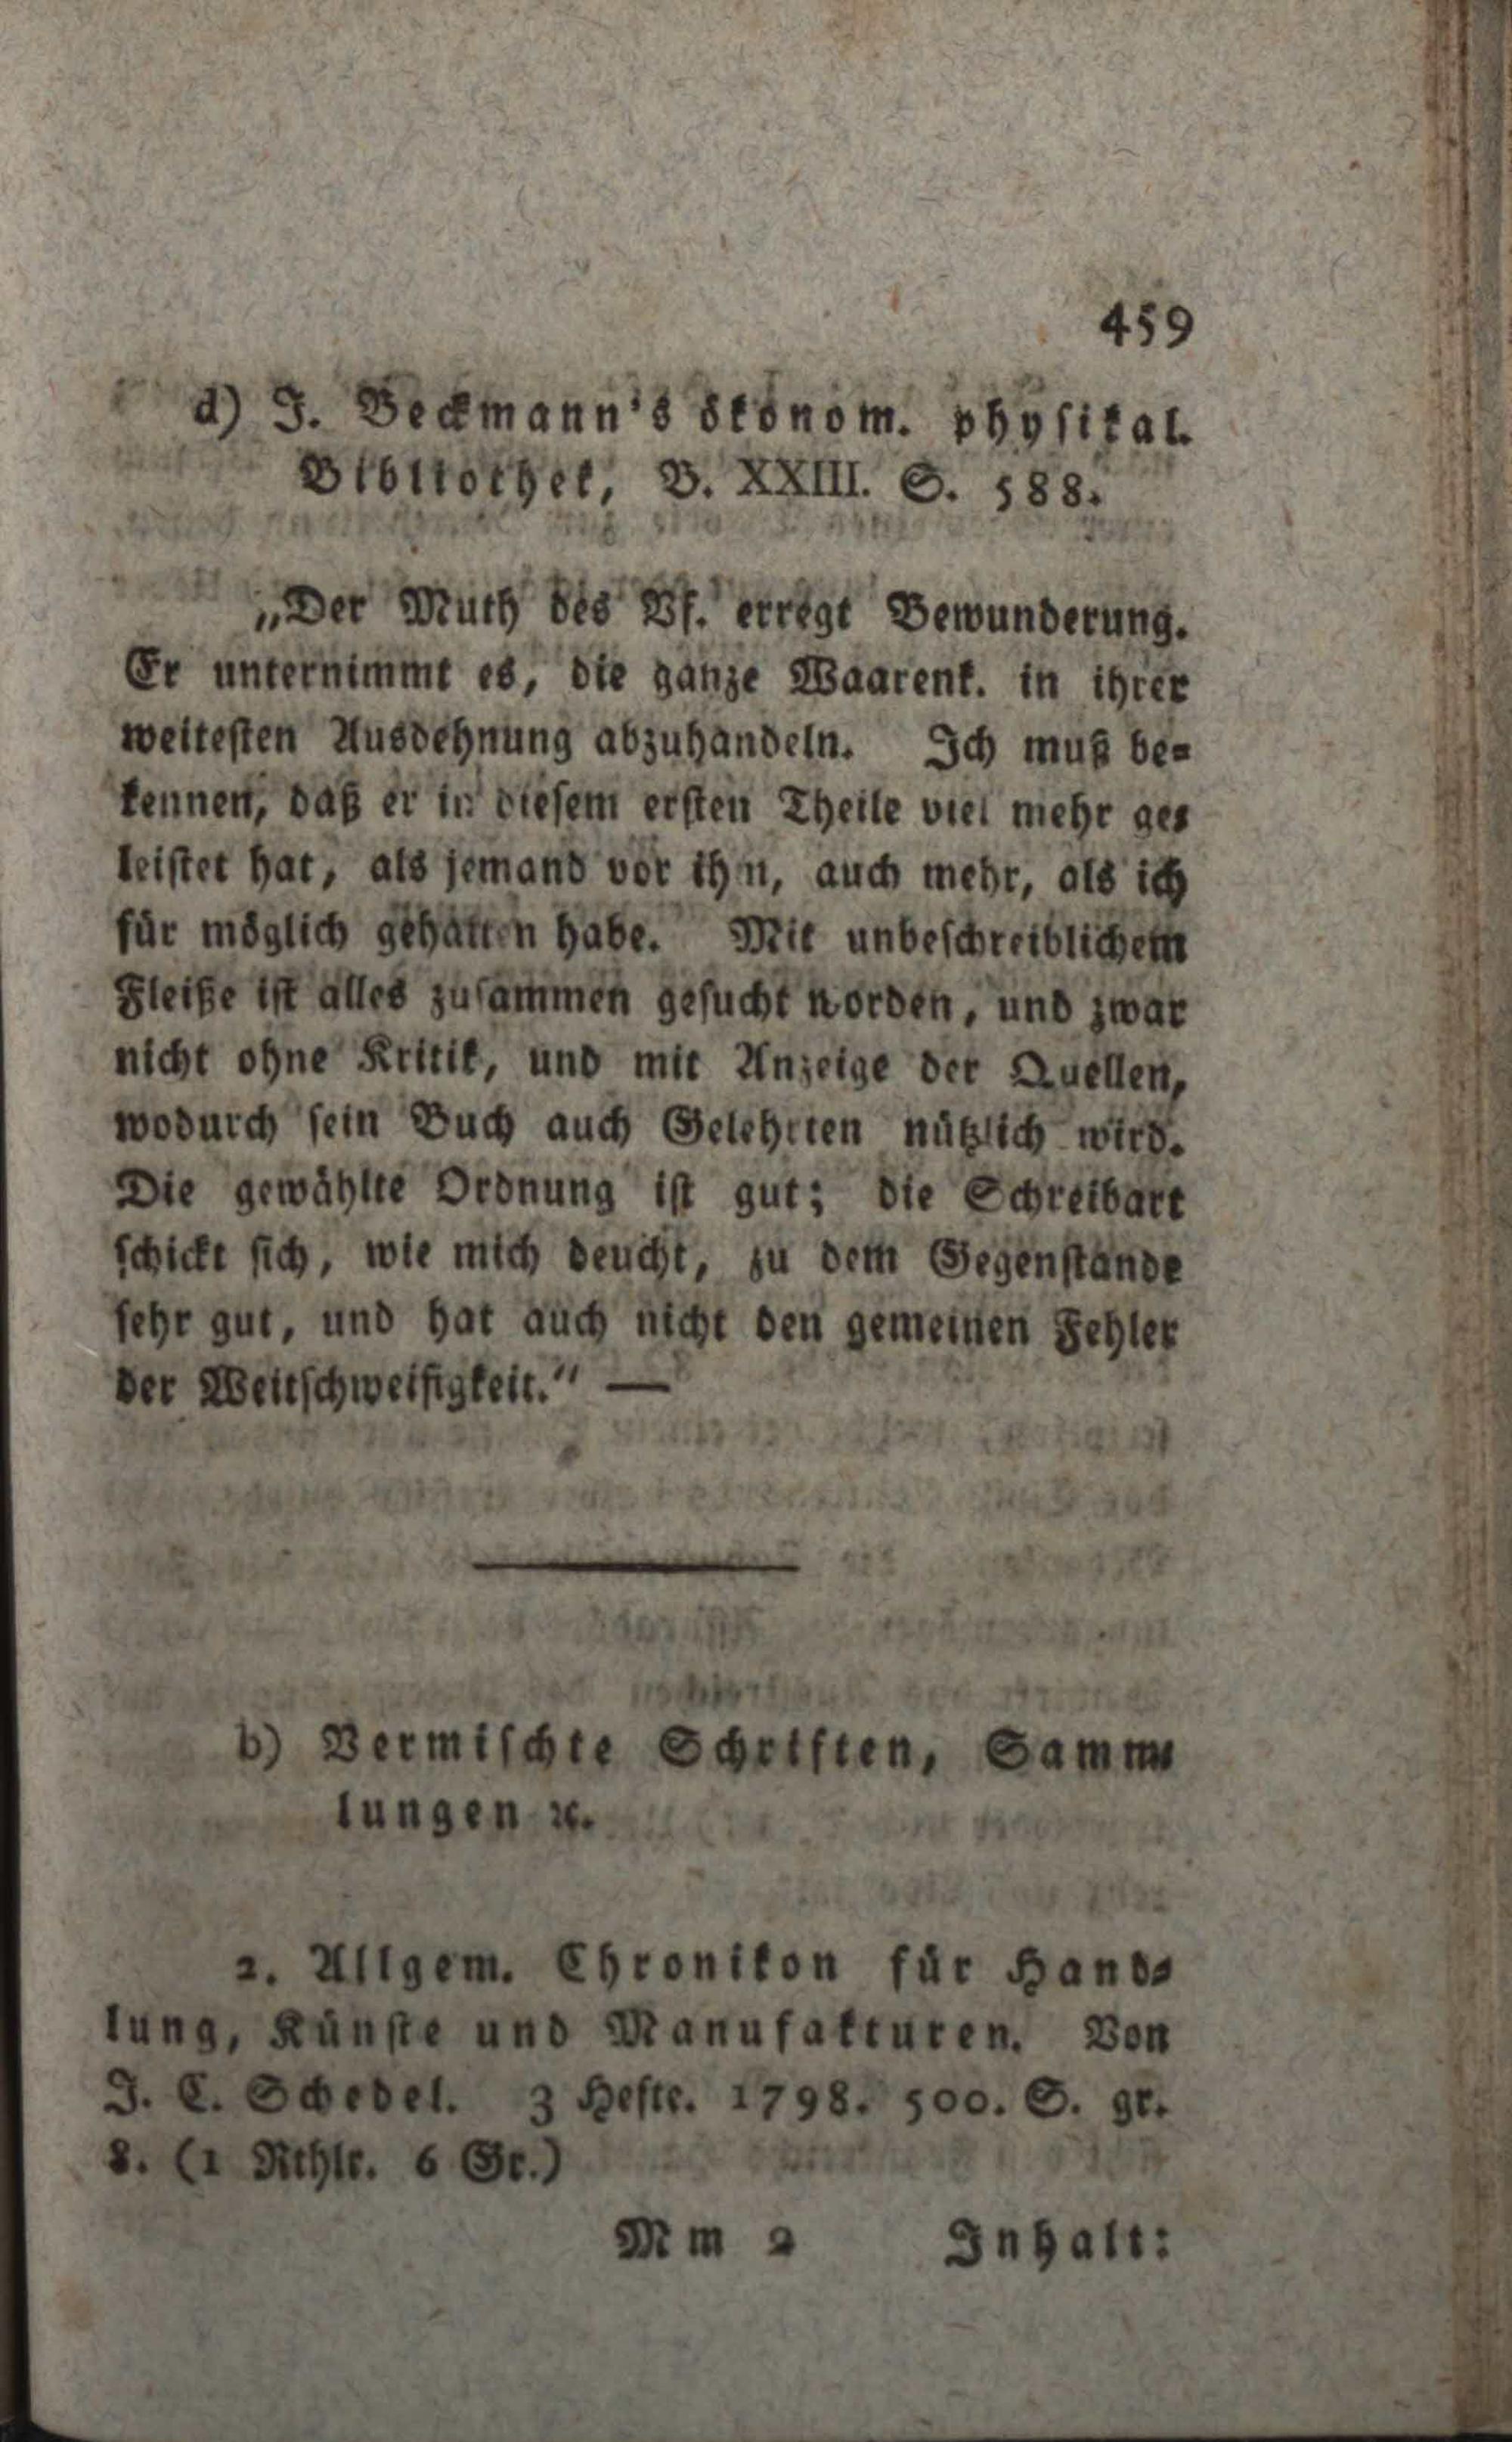 459
d) J. Beckmann's ökonom. physikal.
Bibliothek, B. XXIII. S. 588.
„Der Muth des Vf. erregt Bewunderung.
Er unternimmt es, die ganze Waarenk. in ihrer
weitesten Ausdehnung abzuhandeln. Ich muß be-
kennen, daß er in diesem ersten Theile viel mehr ge-
leistet hat, als jemand vor ihm, auch mehr, als ich
für möglich gehalten habe. Mit unbeschreiblichem
Fleiße ist alles zusammen gesucht worden, und zwar
nicht ohne Kritik, und mit Anzeige der Quellen,
wodurch sein Buch auch Gelehrten nützlich wird.
Die gewählte Ordnung ist gut; die Schreibart
schickt sich, wie mich deucht, zu dem Gegenstande
sehr gut, und hat auch nicht den gemeinen Fehler
der Weitschweifigkeit.“ —
b) Vermischte Schriften, Samm-
lungen ꝛc.
2. Allgem. Chronikon für Hand-
lung, Künste und Manufakturen. Von
J. C. Schedel. 3 Hefte. 1798. 500. S. gr.
8. (1 Rthlr. 6 Gr.)
Mm 2 Inhalt: